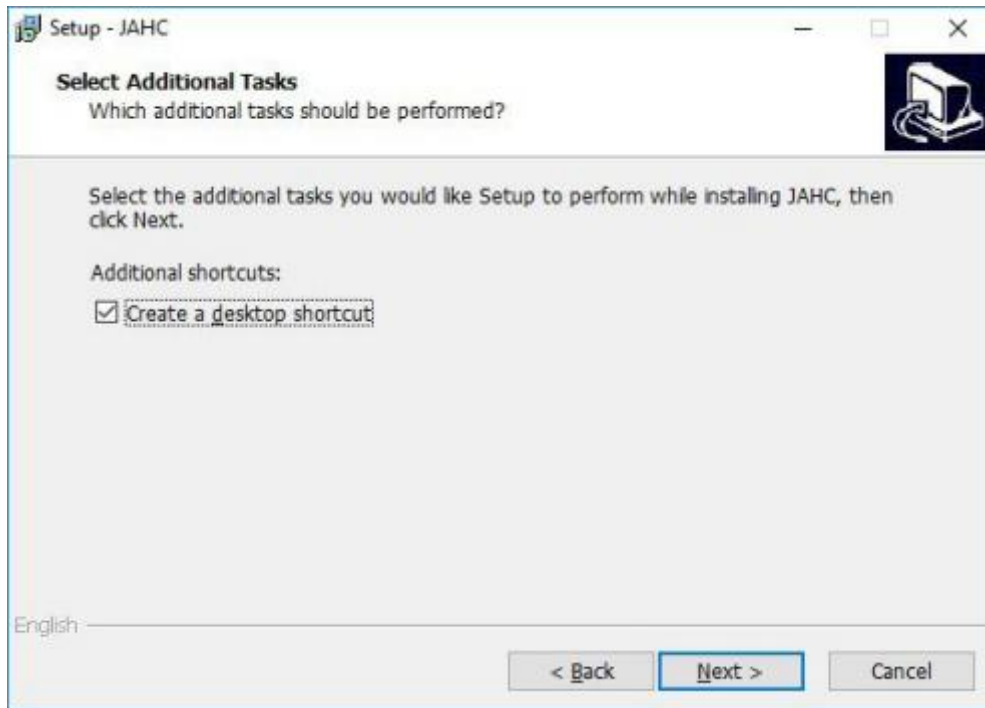 Setup - JAHC
Select Additional Tasks
Which additional tasks should be performed?
Select the additional tasks you would like Setup to perform while installing JAHC, then
click Next.
Additional shortcuts:
Create a desktop shortcut
English
< Back
Next >
Cancel